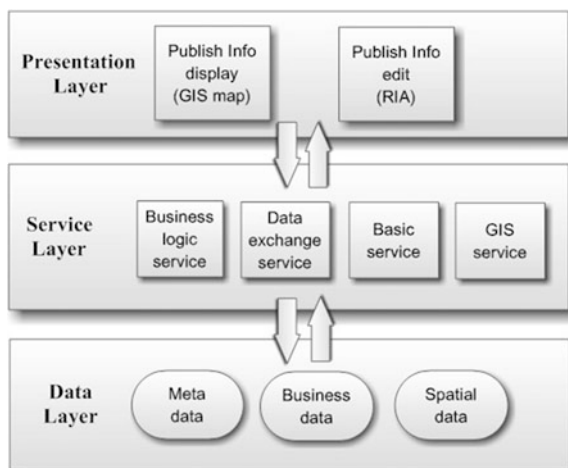 Presentation
Layer
Publish Info
display
(GIS map)
Publish Info
edit
(RIA)
Service
Layer
Business
logic
service
Data
exchange
service
Basic
service
GIS
service
Data
Layer
Meta
data
Business
data
Spatial
data